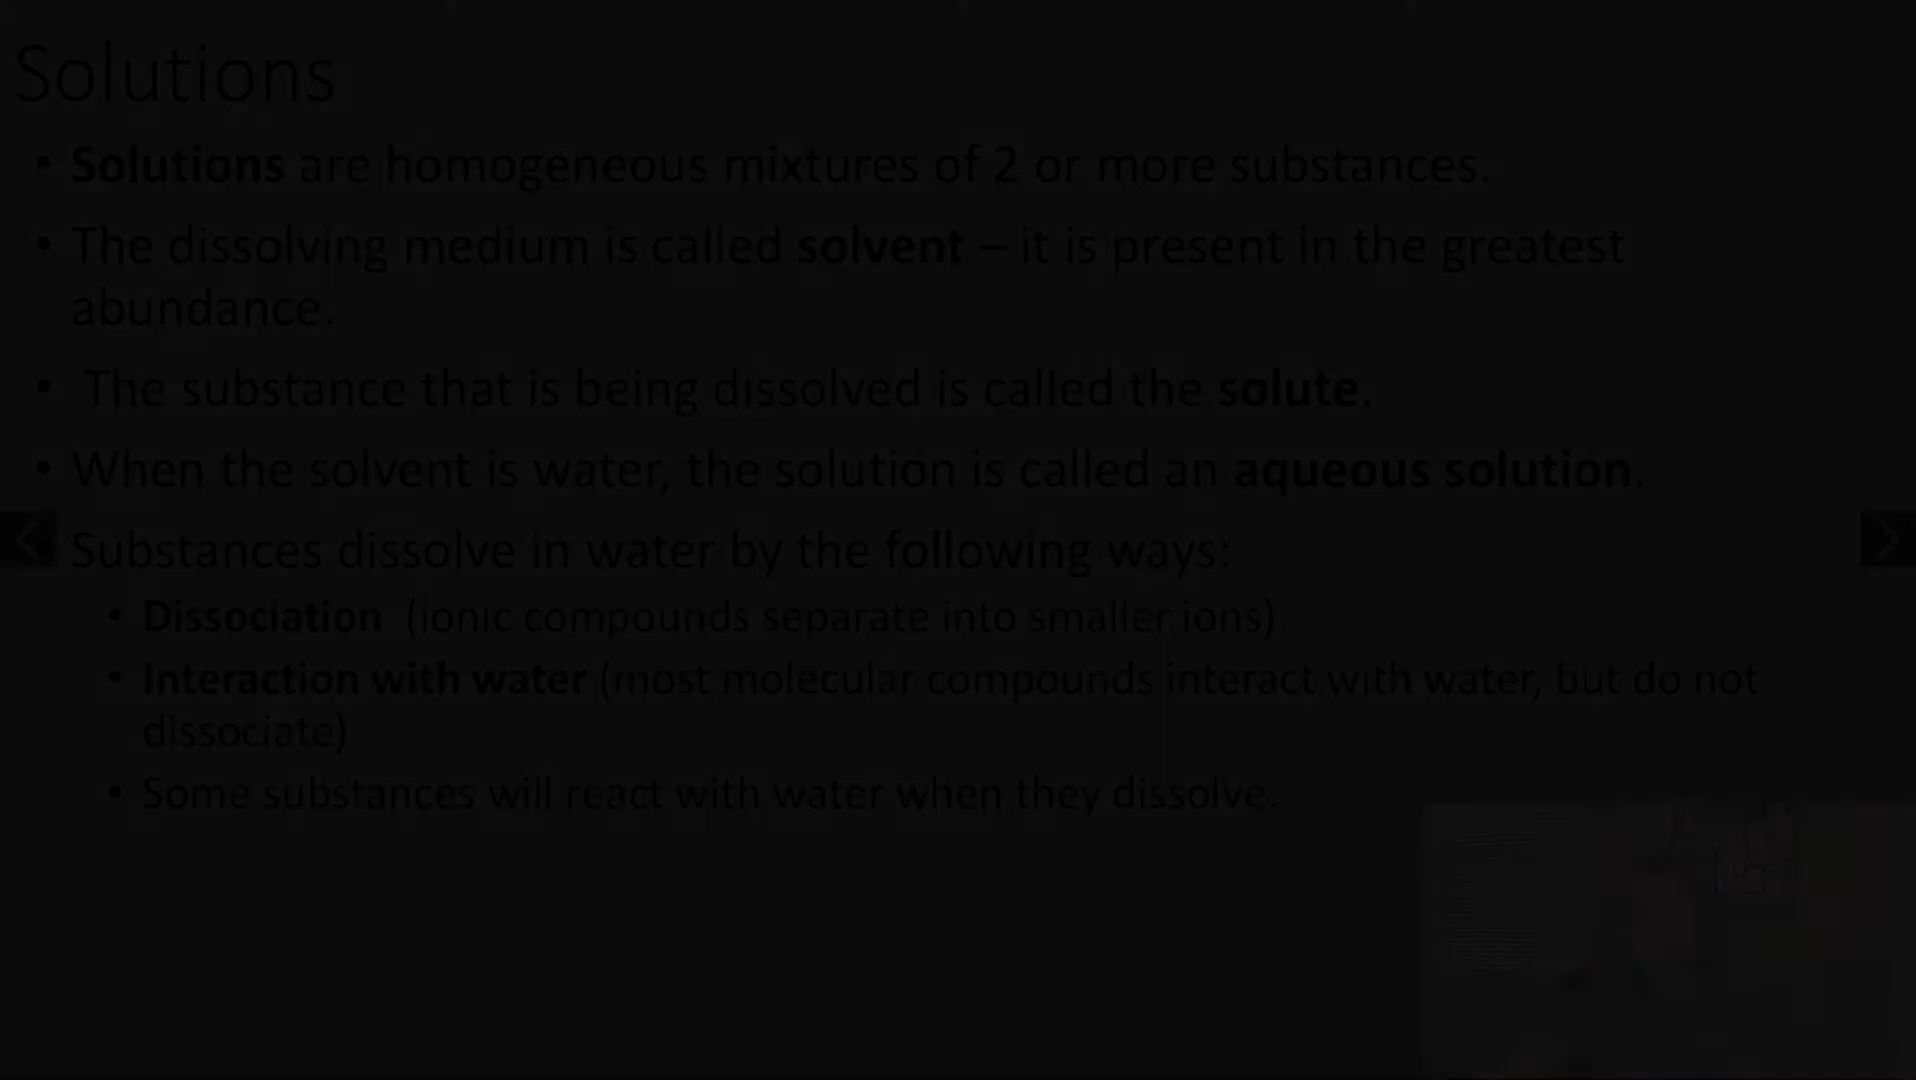 Solutions
• Solutions are homogeneous mixtures of 2 or more substances.
• The dissolving medium is called solvent – it is present in the greatest
abundance.
• The substance that is being dissolved is called the solute.
• When the solvent is water, the solution is called an aqueous solution.
Substances dissolve in water by the following ways:
• Dissociation (ionic compounds separate into smaller ions)
• Interaction with water (most molecular compounds interact with water, but do not
dissociate)
• Some substances will react with water when they dissolve.